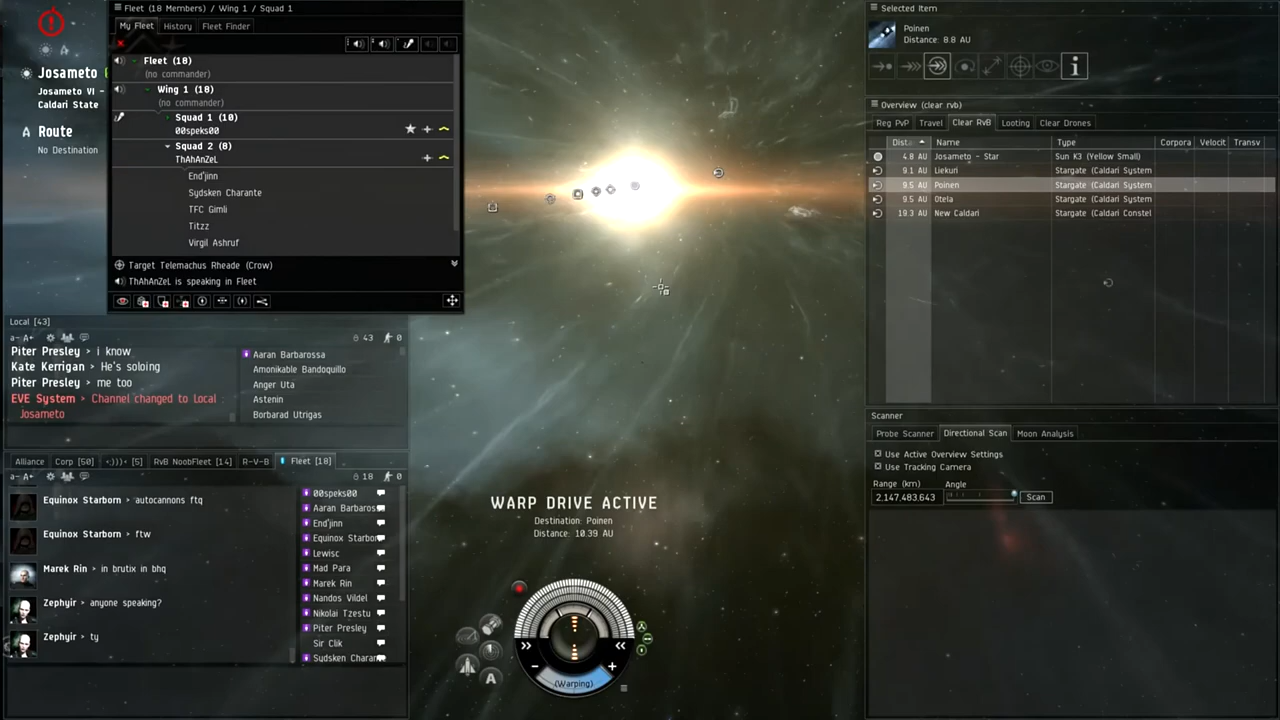 Fleet (18 Members) / Wing 1 / Squad 1
My Fleet
History
Fleet Finder
Fleet (18)
(no commander)
Wing 1 (18)
(no commander)
Squad 1 (10)
00speks00
Squad 2 (8)
ThAhAnZeL
End'jinn
Sydsken Charante
TFC Gimli
Titzz
Virgil Ashruf
Target Telemachus Rheade (Crow)
ThAhAnZeL is speaking in Fleet
A
Josameto
Josameto VI -
Caldari State
A Route
No Destination
Local [43]
a- A+
43
0
Piter Presley > i know
Kate Kerrigan > He's soloing
Piter Presley > me too
EVE System > Channel changed to Local :
Josameto
Aaran Barbarossa
Amonikable Bandoquillo
Anger Uta
Astenin
Borbarad Utrigas
Alliance
Corp [50]
<)))+ [5]
RvB NoobFleet [14]
R-V-B
Fleet [18]
a- A+
18
0
Equinox Starborn > autocannons ftq
Equinox Starborn > ftw
Marek Rin > in brutix in bhq
Zephyir > anyone speaking?
Zephyir > ty
00speks00
Aaran Barbaros
End'jinn
Equinox Starbor
Lewisc
Mad Para
Marek Rin
Nandos Vildel
Nikolai Tzestu
Piter Presley
Sir Clik
Sydsken Charan
WARP DRIVE ACTIVE
Destination: Poinen
Distance: 10.39 AU
(Warping)
A
Selected Item
Poinen
Distance: 8.8 AU
Overview (clear rvb)
Reg PvP
Travel
Clear RvB
Looting
Clear Drones
Dist Name Type Corpora Velocit Transv
4.8 AU Josameto - Star Sun K3 (Yellow Small)
9.1 AU Liekuri Stargate (Caldari System
9.5 AU Poinen Stargate (Caldari System
9.5 AU Otela Stargate (Caldari System
19.3 AU New Caldari Stargate (Caldari Constel
Scanner
Probe Scanner
Directional Scan
Moon Analysis
Use Active Overview Settings
Use Tracking Camera
Range (km) Angle
2,147,483,643
Scan